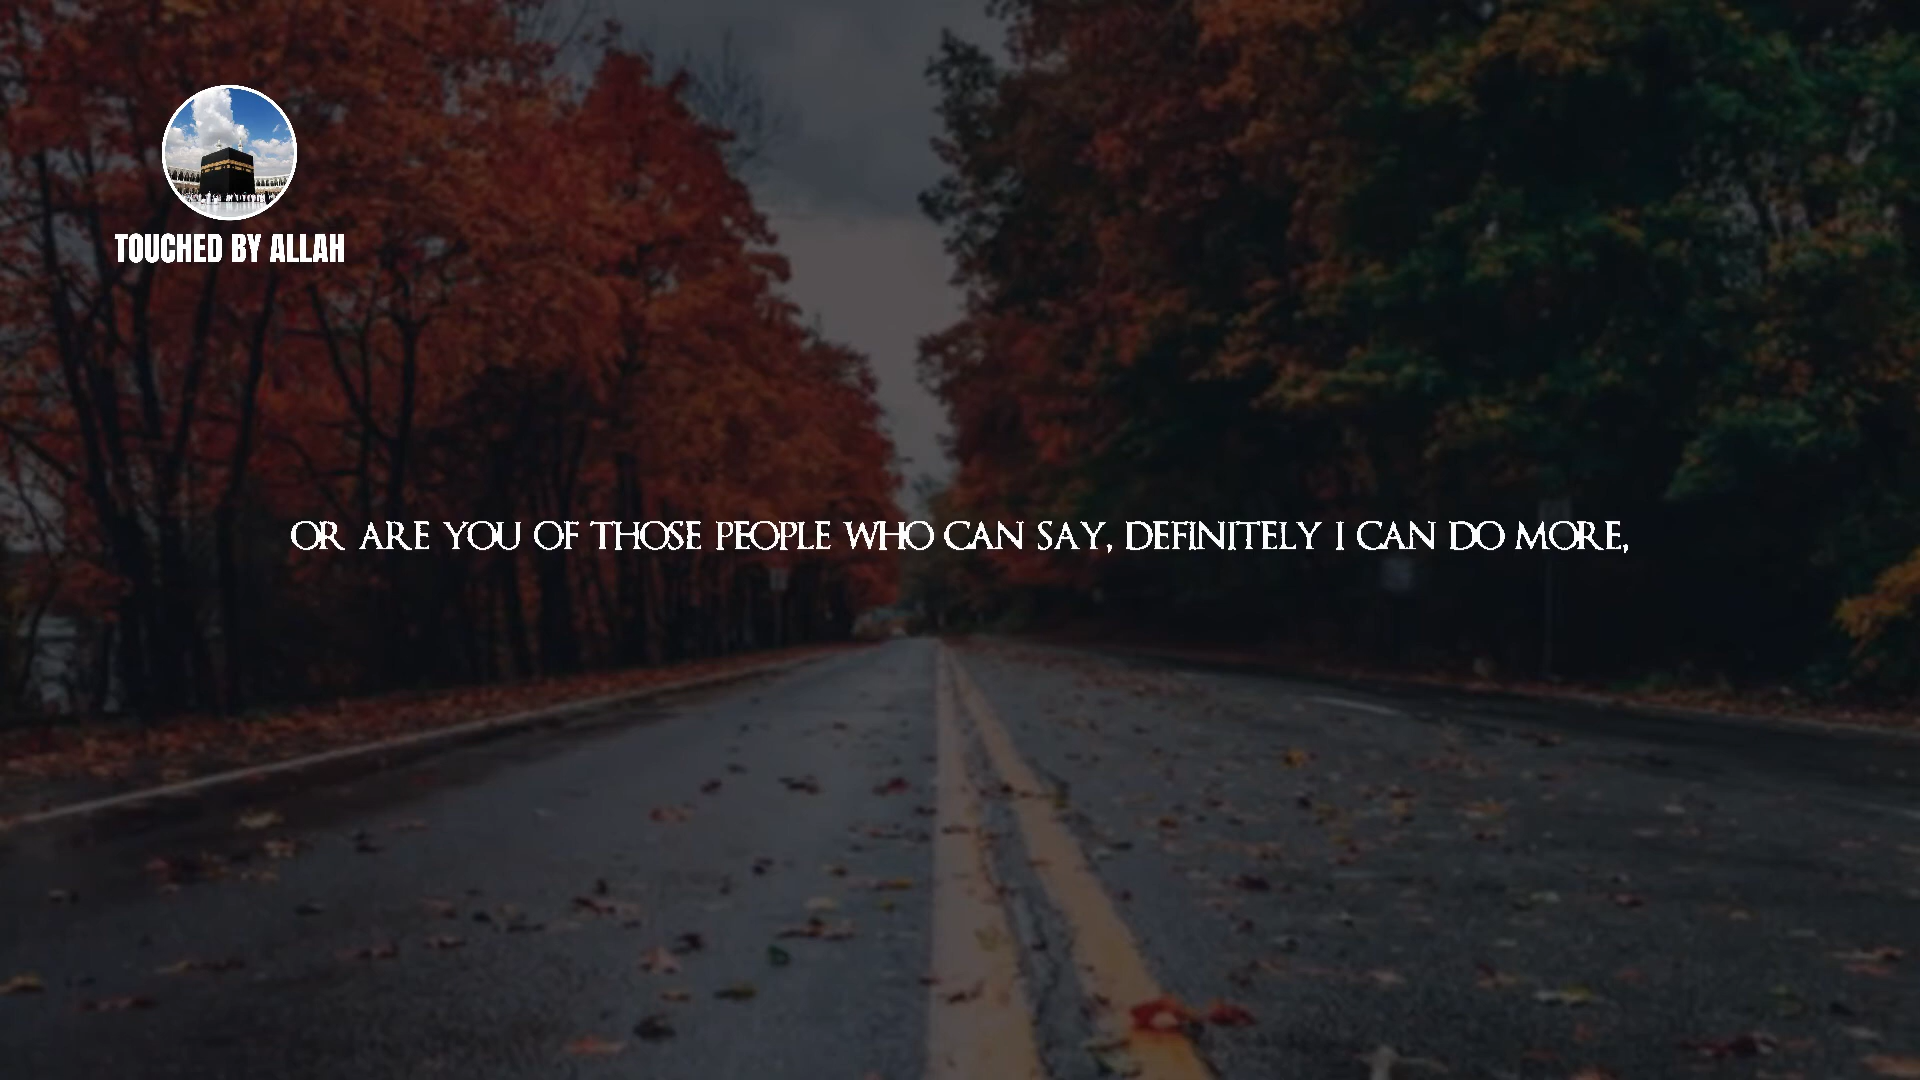 TOUCHED BY ALLAH
OR ARE YOU OF THOSE PEOPLE WHO CAN SAY, DEFINITELY I CAN DO MORE,